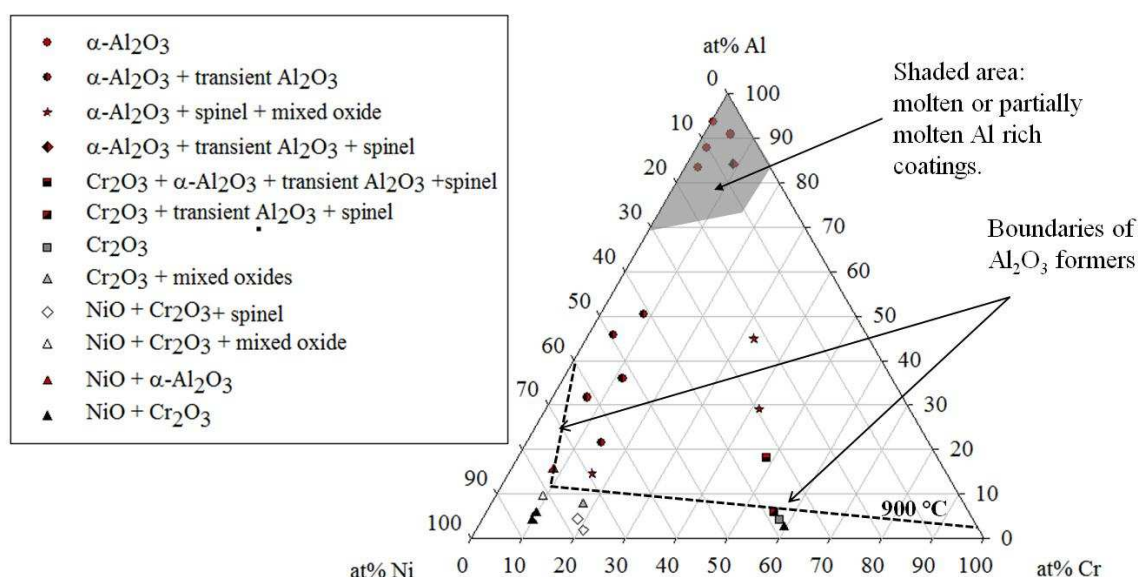 α-Al2O3
α-Al2O3 + transient Al2O3
α-Al2O3 + spinel + mixed oxide
α-Al2O3 + transient Al2O3 + spinel
Cr2O3 + α-Al2O3 + transient Al2O3 +spinel
Cr2O3 + transient Al2O3 + spinel
Cr2O3
Cr2O3 + mixed oxides
NiO + Cr2O3+ spinel
NiO + Cr2O3 + mixed oxide
NiO + α-Al2O3
NiO + Cr2O3
at% Al
Shaded area:
molten or partially
molten Al rich
coatings.
Boundaries of
Al2O3 formers
0
10
20
30
40
50
60
70
90
100
100
90
80
70
60
50
40
30
20
10
0
900 °C
at% Ni
0 10 20 30 40 50 60 70 80 90 100
at% Cr